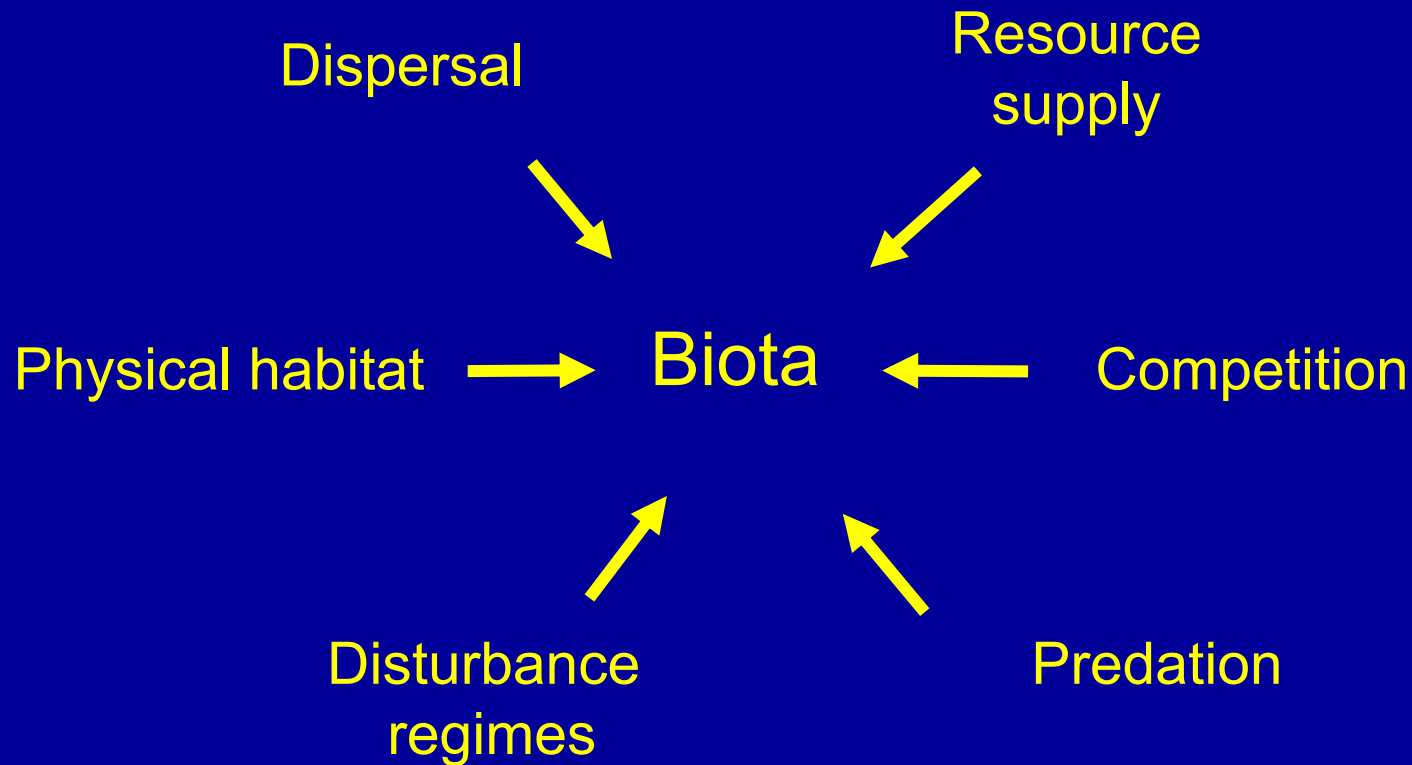 Dispersal
Resource
supply
Physical habitat
Biota
Competition
Disturbance
regimes
Predation